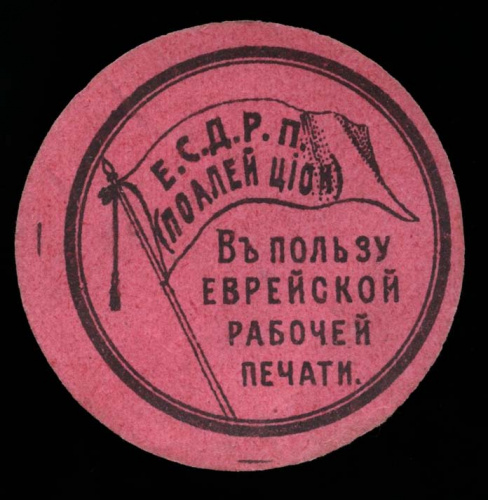 Е.С.Д.Р.П.
(ПОАЛЕЙ ЦІОН)
Въ пользу
ЕВРЕЙСКОЙ
РАБОЧЕЙ
ПЕЧАТИ.